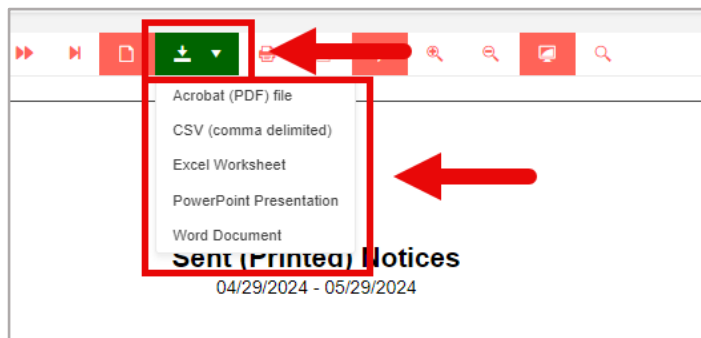 Acrobat (PDF) file
CSV (comma delimited)
Excel Worksheet
PowerPoint Presentation
Word Document
Sent (Printed) Notices
04/29/2024 - 05/29/2024